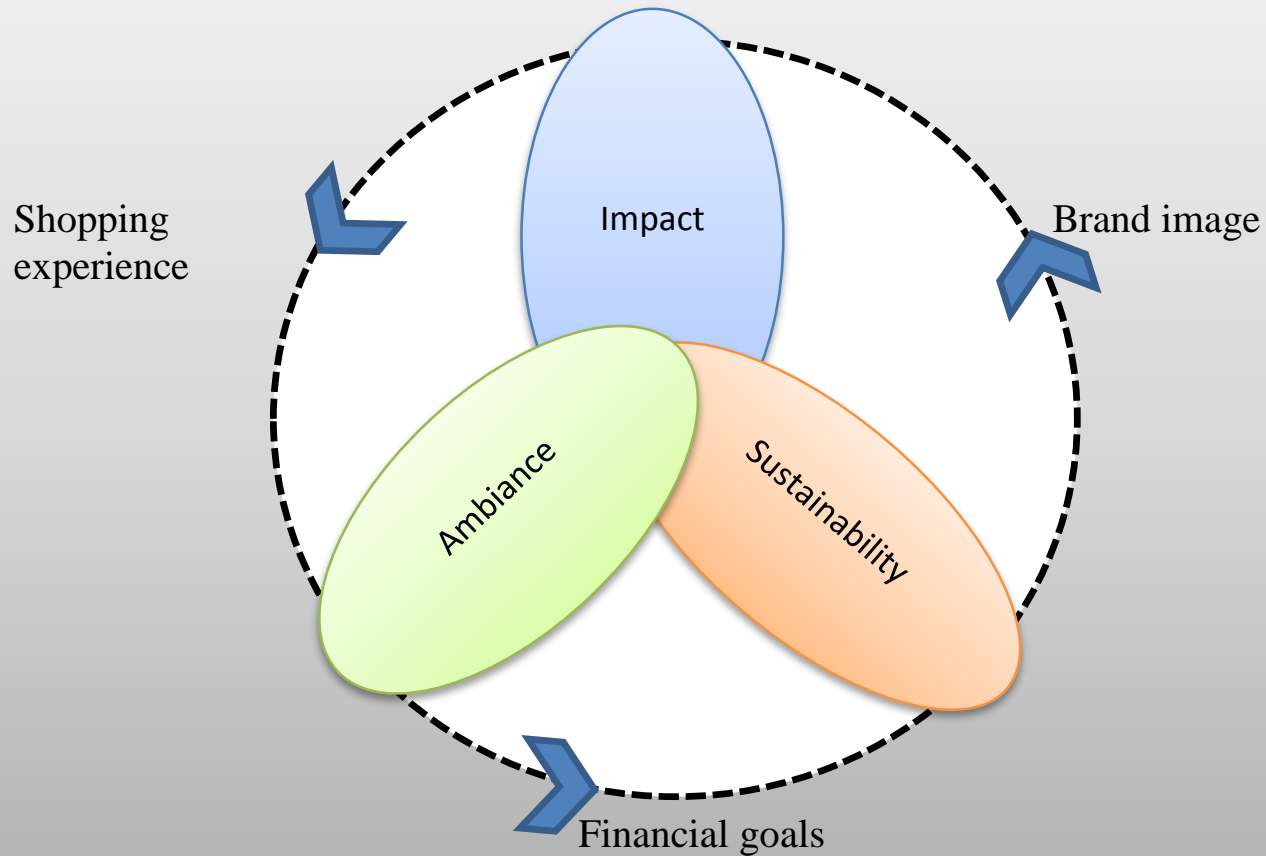 Impact
Shopping
experience
Brand image
Ambiance
Sustainability
Financial goals